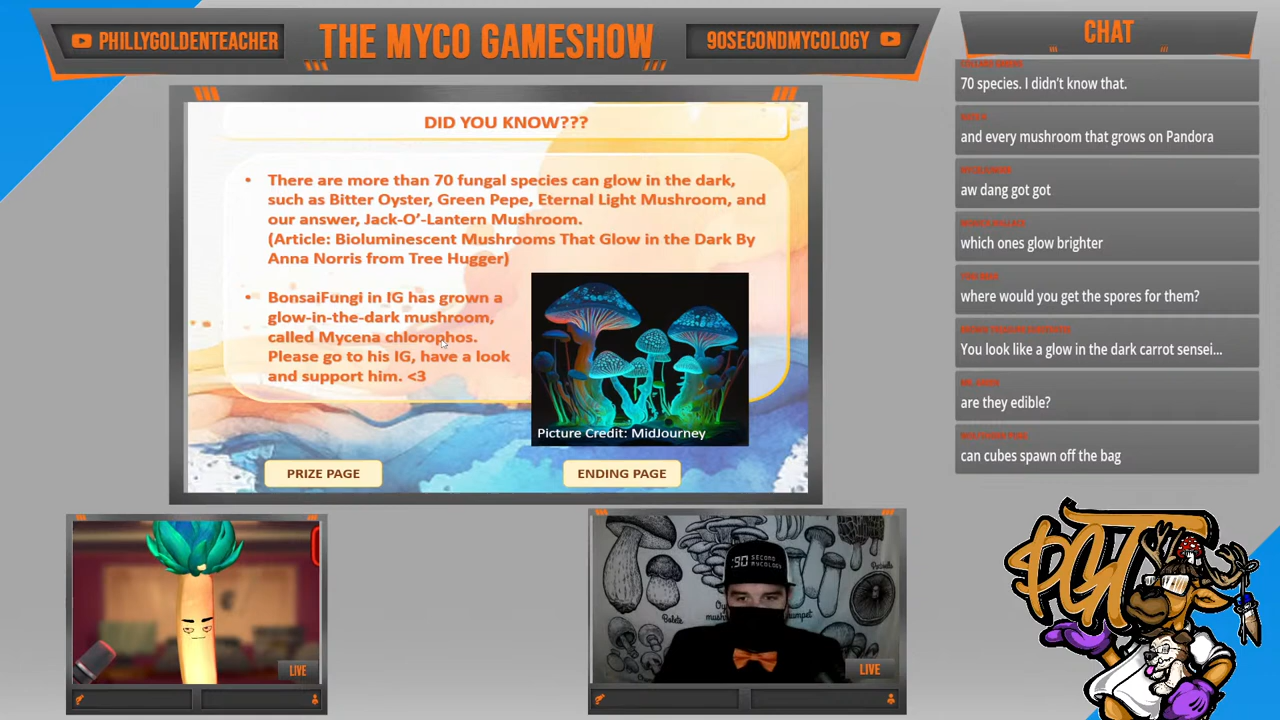 PHILLYGOLDENTEACHER
THE MYCO GAMESHOW
90SECONDMYCOLOGY
CHAT
DID YOU KNOW???
• There are more than 70 fungal species can glow in the dark,
such as Bitter Oyster, Green Pepe, Eternal Light Mushroom, and
our answer, Jack-O'-Lantern Mushroom.
(Article: Bioluminescent Mushrooms That Glow in the Dark By
Anna Norris from Tree Hugger)
• BonsaiFungi in IG has grown a
glow-in-the-dark mushroom,
called Mycena chlorophos.
Please go to his IG, have a look
and support him. <3
Picture Credit: MidJourney
PRIZE PAGE
ENDING PAGE
70 species. I didn't know that.
and every mushroom that grows on Pandora
aw dang got got
which ones glow brighter
where would you get the spores for them?
You look like a glow in the dark carrot sensei...
are they edible?
can cubes spawn off the bag
LIVE
:90 SECOND
MYCOLOGY
Bolete
LIVE
PGT